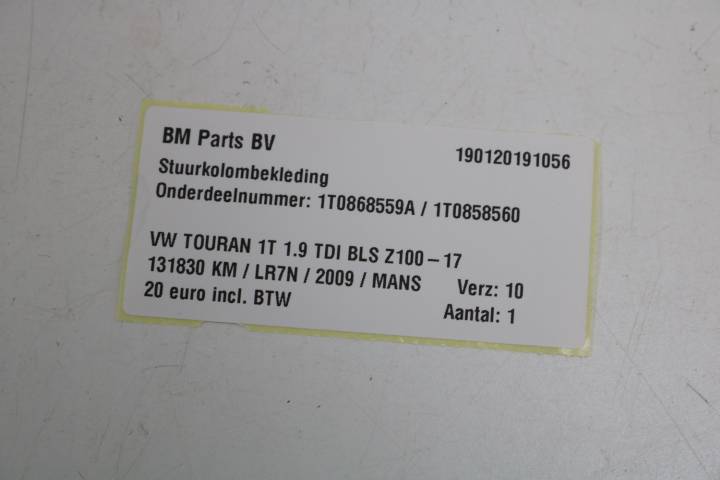 BM Parts BV 190120191056
Stuurkolombekleding
Onderdeelnummer: 1T0868559A / 1T0858560
VW TOURAN 1T 1.9 TDI BLS Z100-17
131830 KM / LR7N / 2009 / MANS Verz: 10
20 euro incl. BTW Aantal: 1